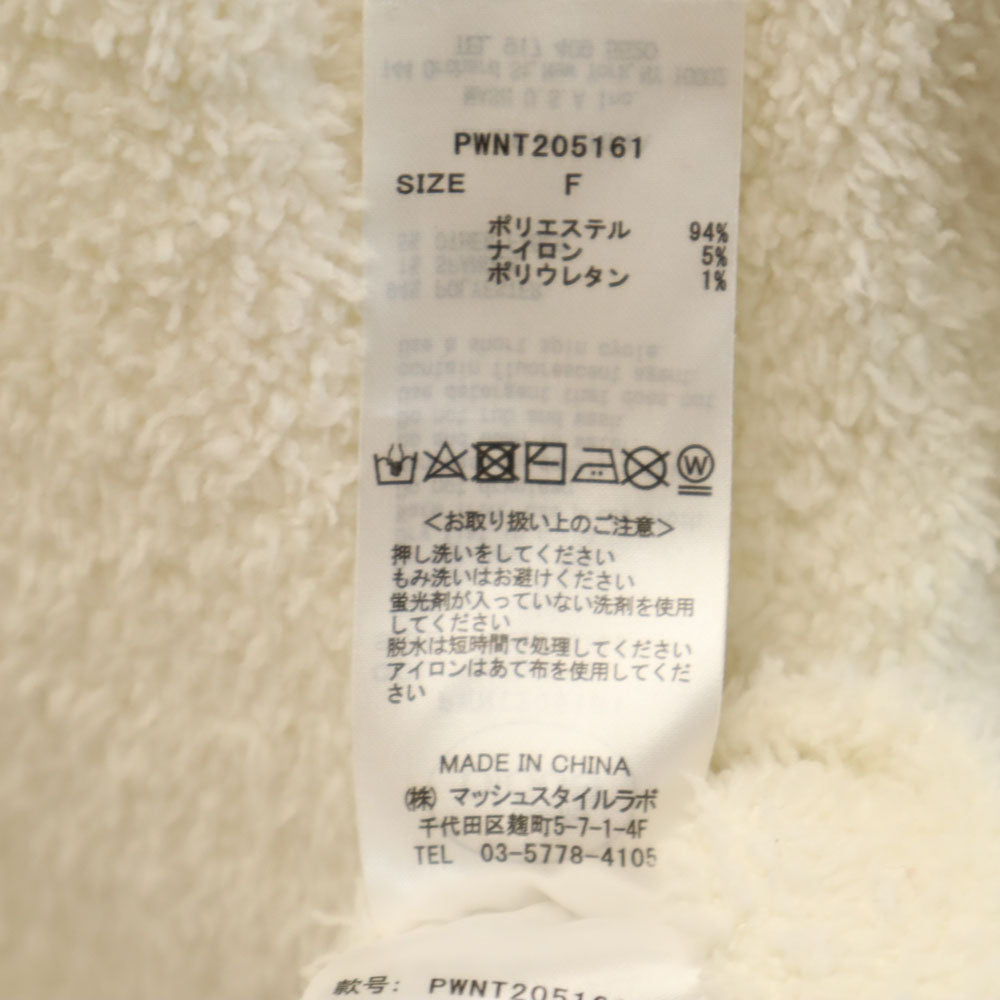 PWNT205161
SIZE F
ポリエステル 94%
ナイロン 5%
ポリウレタン 1%
W
<お取り扱い上のご注意>
押し洗いをしてください
もみ洗いはお避けください
蛍光剤が入っていない洗剤を使用
してください
脱水は短時間で処理してください
アイロンはあて布を使用してくだ
さい
MADE IN CHINA
(株) マッシュスタイルラボ
千代田区麹町5-7-1-4F
TEL 03-5778-4105
款号: PWNT205161